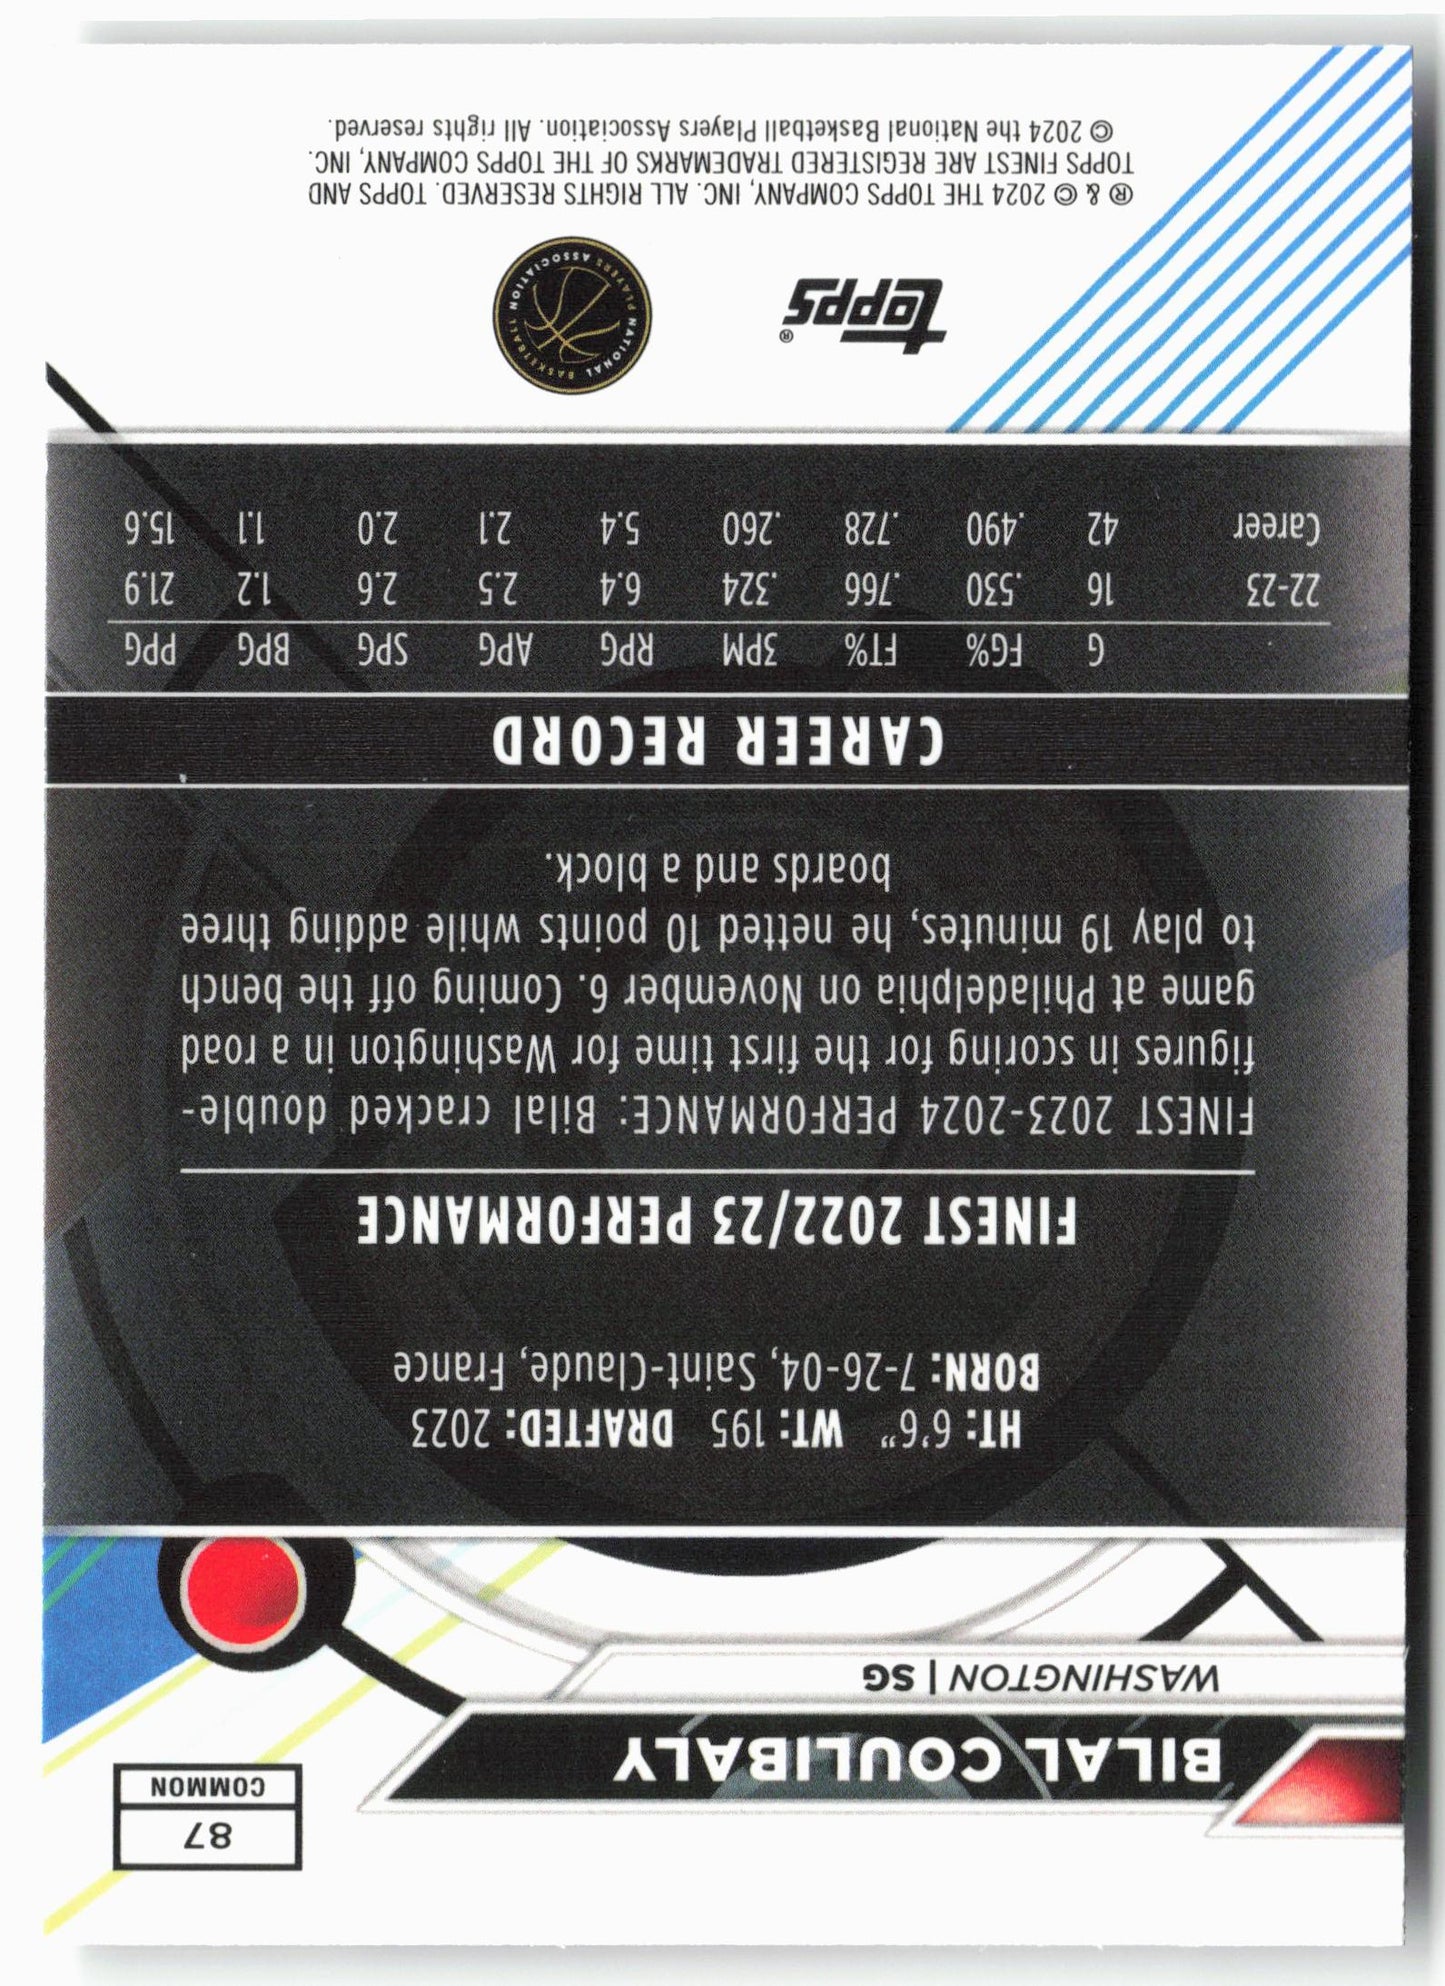 87
COMMON
BILAL COULIBALY
WASHINGTON | SG
HT: 6'6" WT: 195 DRAFTED: 2023
BORN: 7-26-04, Saint-Claude, France
FINEST 2022/23 PERFORMANCE
FINEST 2023-2024 PERFORMANCE: Bilal cracked double-
figures in scoring for the first time for Washington in a road
game at Philadelphia on November 6. Coming off the bench
to play 19 minutes, he netted 10 points while adding three
boards and a block.
CAREER RECORD
G FG% FT% 3PM RPG APG SPG BPG PPG
22-23 16 .530 .766 .324 6.4 2.5 2.6 1.2 21.9
Career 42 .490 .728 .260 5.4 2.1 2.0 1.1 15.6
topps®
NATIONAL BASKETBALL PLAYERS ASSOCIATION
® & © 2024 THE TOPPS COMPANY, INC. ALL RIGHTS RESERVED. TOPPS AND
TOPPS FINEST ARE REGISTERED TRADEMARKS OF THE TOPPS COMPANY, INC.
© 2024 the National Basketball Players Association. All rights reserved.